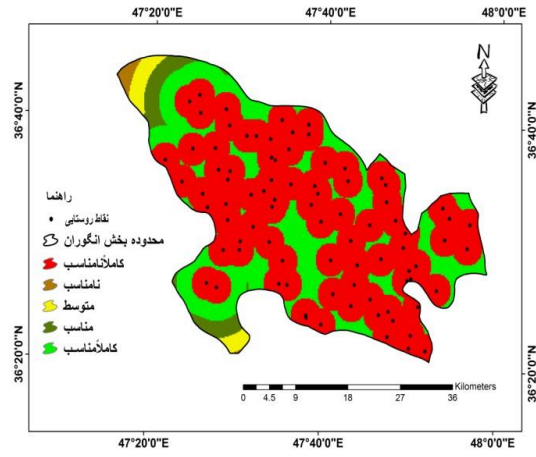 47°20'0"E 47°40'0"E 48°0'0"E
N
36°40'0"N 36°40'0"N
راهنما
نقاط روستایی
محدوده بخش انگوران
کاملاًنامناسب
نامناسب
متوسط
مناسب
کاملاًمناسب
36°20'0"N 36°20'0"N
Kilometers
0 4.5 9 18 27 36
47°20'0"E 47°40'0"E 48°0'0"E